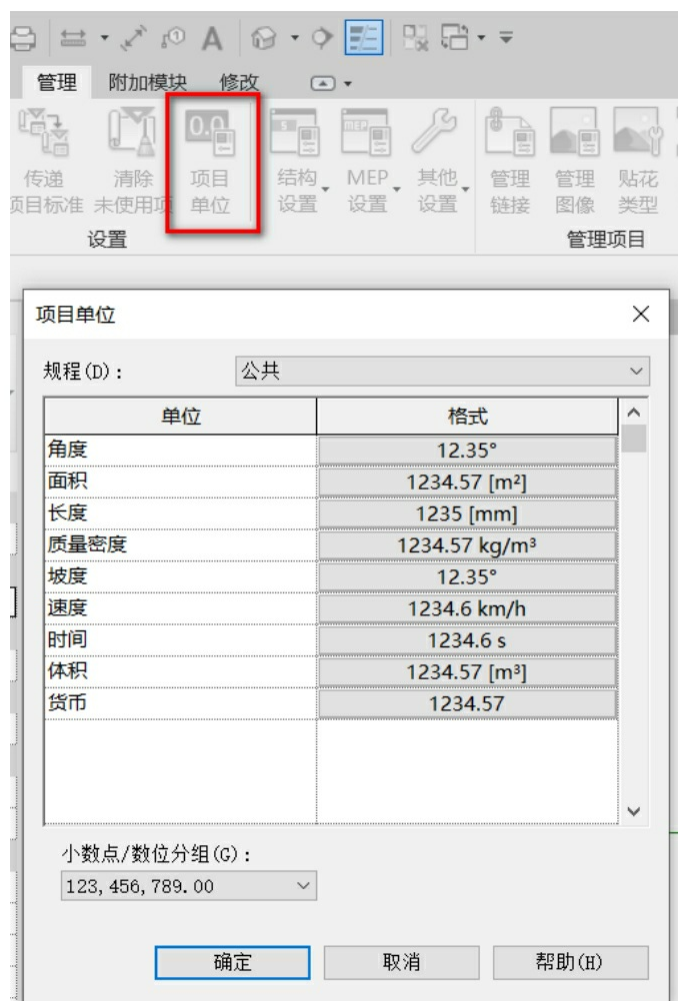 A
管理 附加模块 修改
0.0 S MEP
传递 清除 项目 结构 MEP 其他 管理 管理 贴花
项目标准 未使用项 单位 设置 设置 设置 链接 图像 类型
设置 管理项目
项目单位
规程(D): 公共
单位 格式
角度 12.35°
面积 1234.57 [m²]
长度 1235 [mm]
质量密度 1234.57 kg/m³
坡度 12.35°
速度 1234.6 km/h
时间 1234.6 s
体积 1234.57 [m³]
货币 1234.57
小数点/数位分组(G):
123,456,789.00
确定 取消 帮助(H)